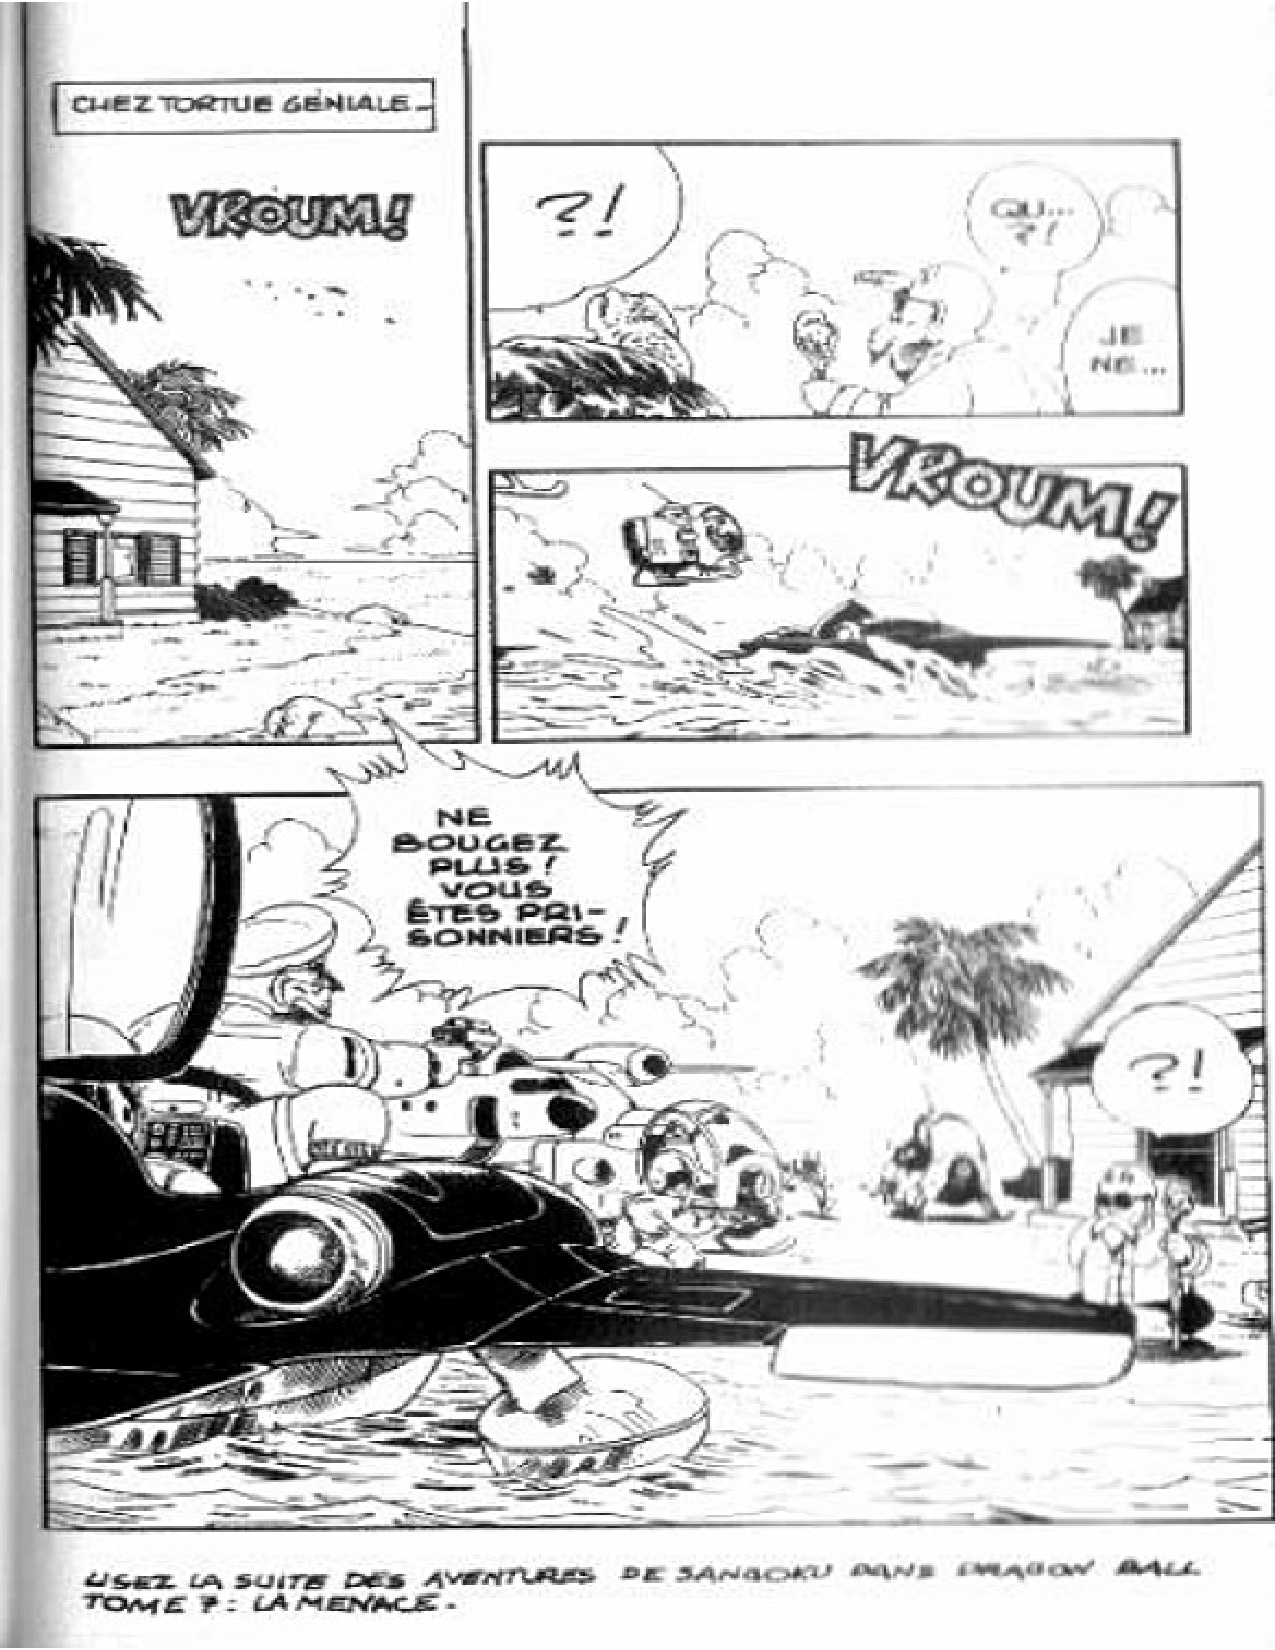 CHEZ TORTUE GÉNIALE_
VROUM!
?!
QU...
?!
JE
NE...
VROUM!
NE
BOUGEZ
PLUS!
VOUS
ÊTES PRI-
SONNIERS!
?!
LISEZ LA SUITE DES AVENTURES DE SANGOKU DANS DRAGON BALL
TOME 7: LA MENACE.